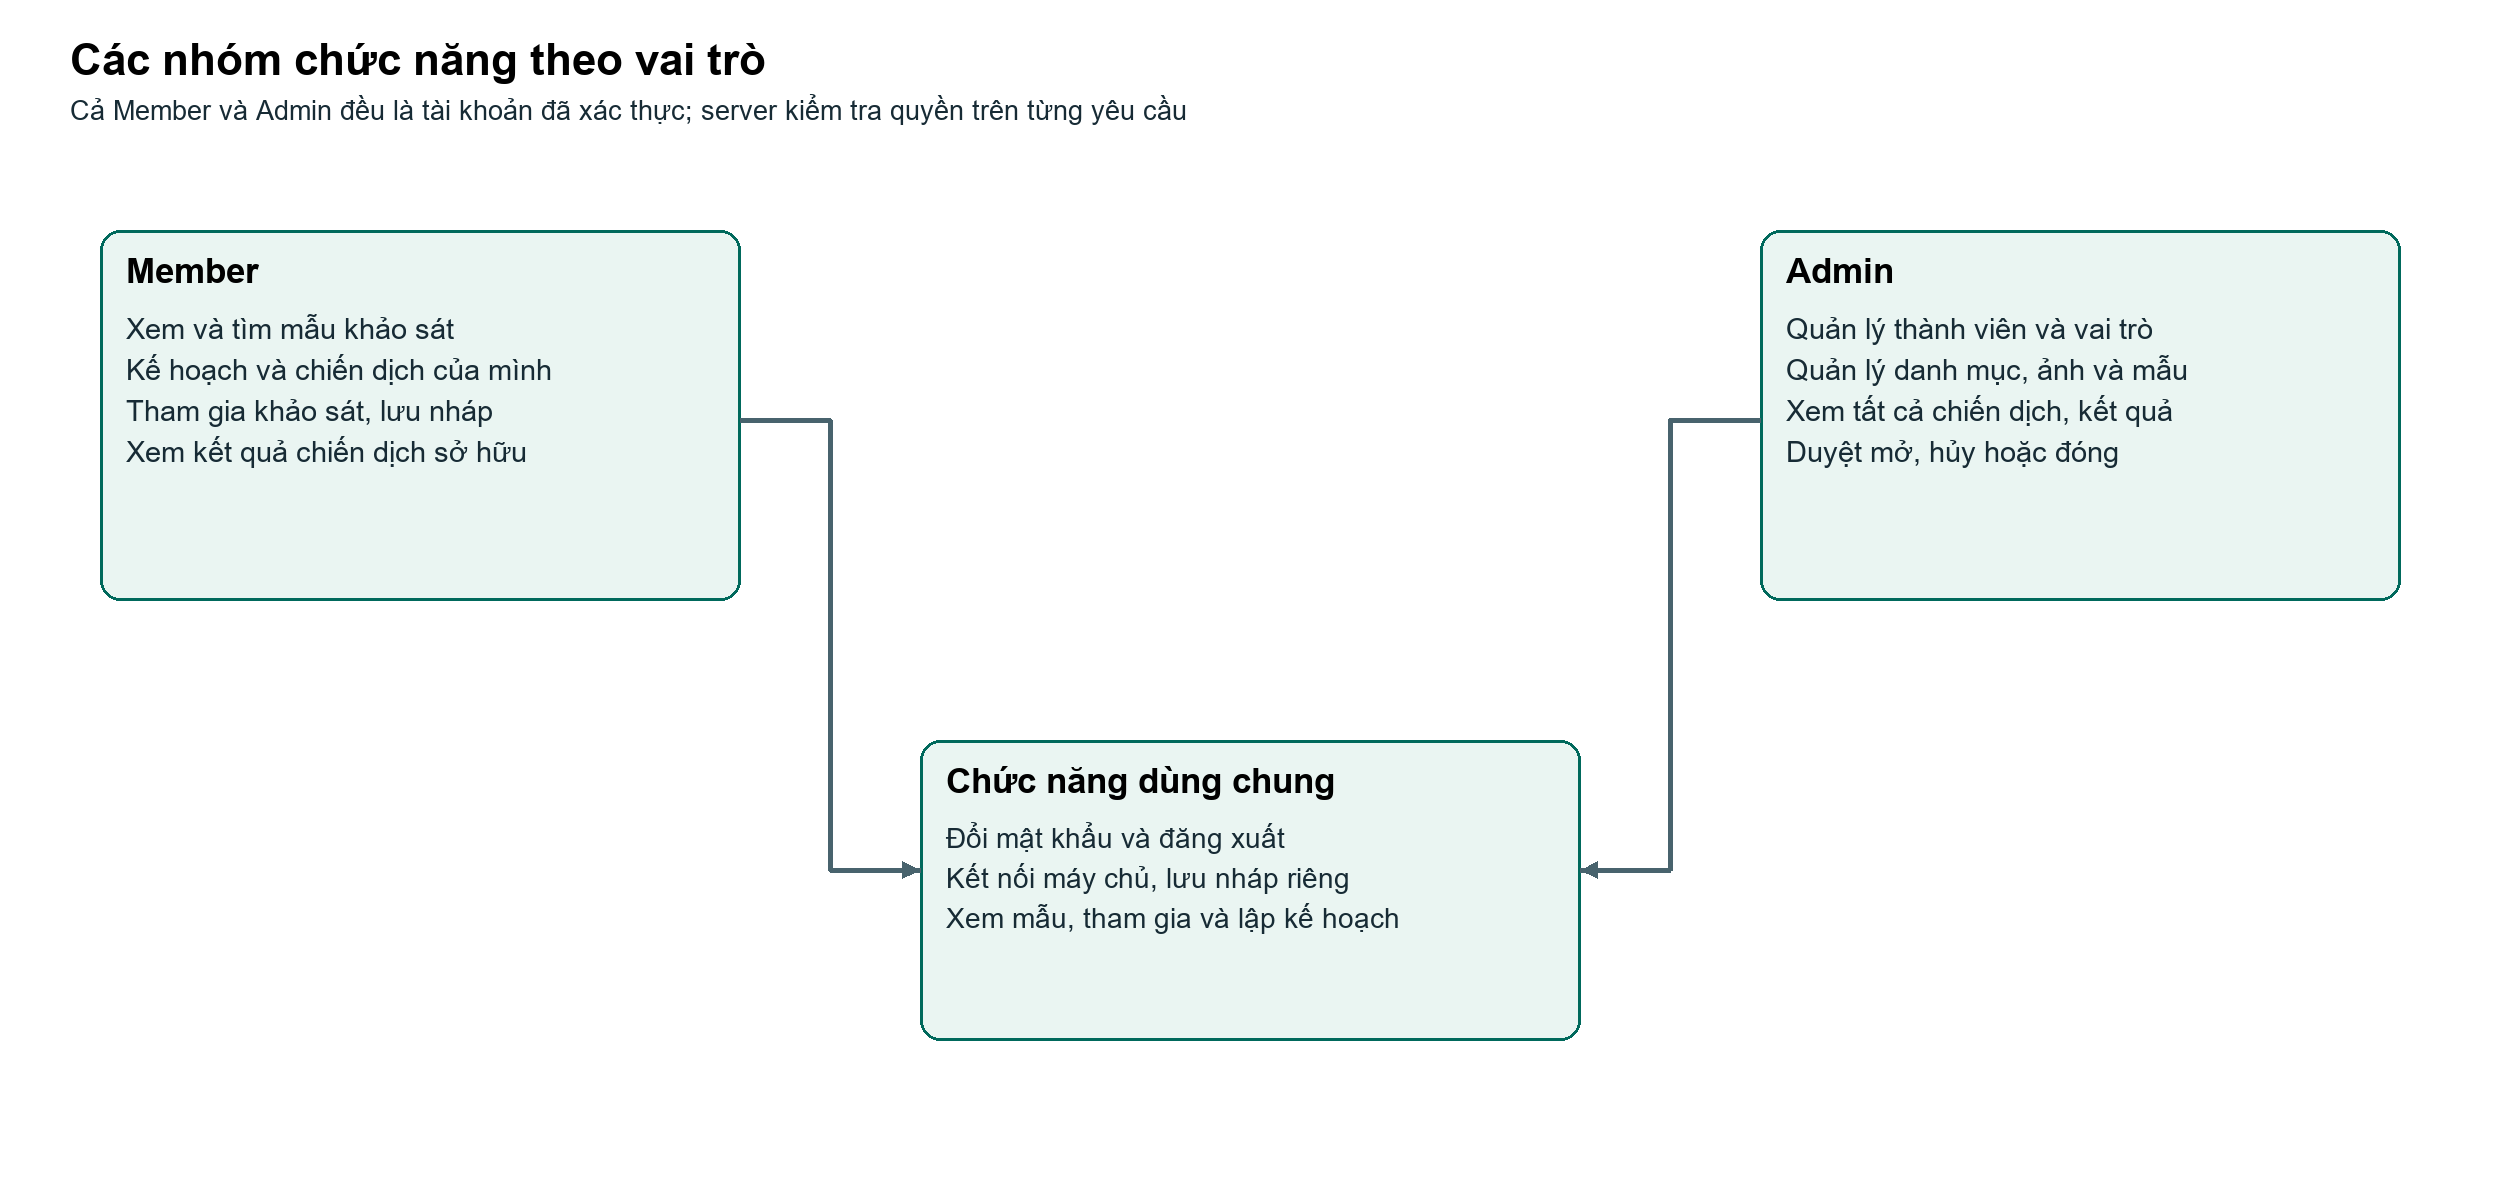 Các nhóm chức năng theo vai trò
Cả Member và Admin đều là tài khoản đã xác thực; server kiểm tra quyền trên từng yêu cầu
Member
Xem và tìm mẫu khảo sát
Kế hoạch và chiến dịch của mình
Tham gia khảo sát, lưu nháp
Xem kết quả chiến dịch sở hữu
Admin
Quản lý thành viên và vai trò
Quản lý danh mục, ảnh và mẫu
Xem tất cả chiến dịch, kết quả
Duyệt mở, hủy hoặc đóng
Chức năng dùng chung
Đổi mật khẩu và đăng xuất
Kết nối máy chủ, lưu nháp riêng
Xem mẫu, tham gia và lập kế hoạch